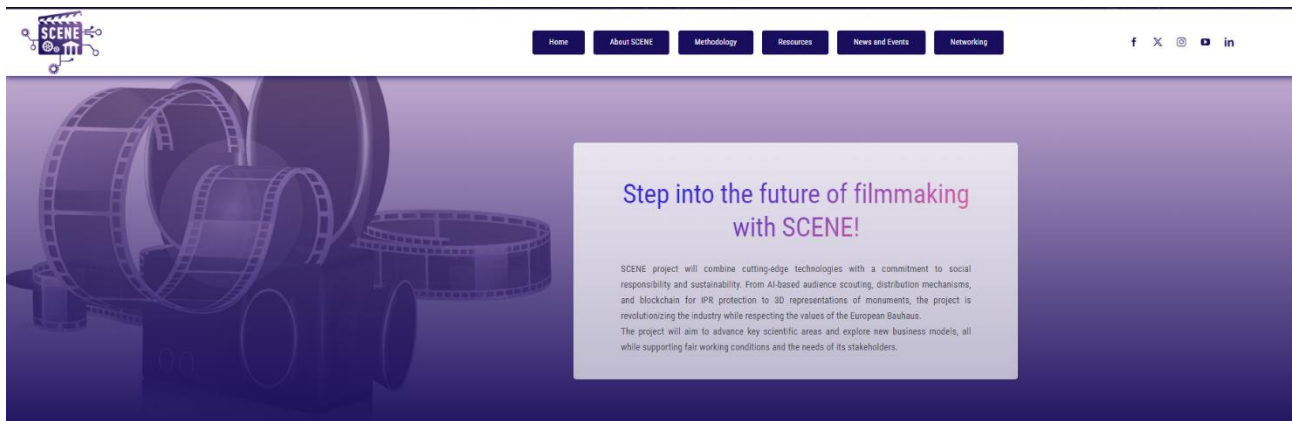 SCENE
Home
About SCENE
Methodology
Resources
News and Events
Networking
Step into the future of filmmaking
with SCENE!
SCENE project will combine cutting-edge technologies with a commitment to social
responsibility and sustainability. From AI-based audience scouting, distribution mechanisms,
and blockchain for IPR protection to 3D representations of monuments, the project is
revolutionizing the industry while respecting the values of the European Bauhaus.
The project will aim to advance key scientific areas and explore new business models, all
while supporting fair working conditions and the needs of its stakeholders.